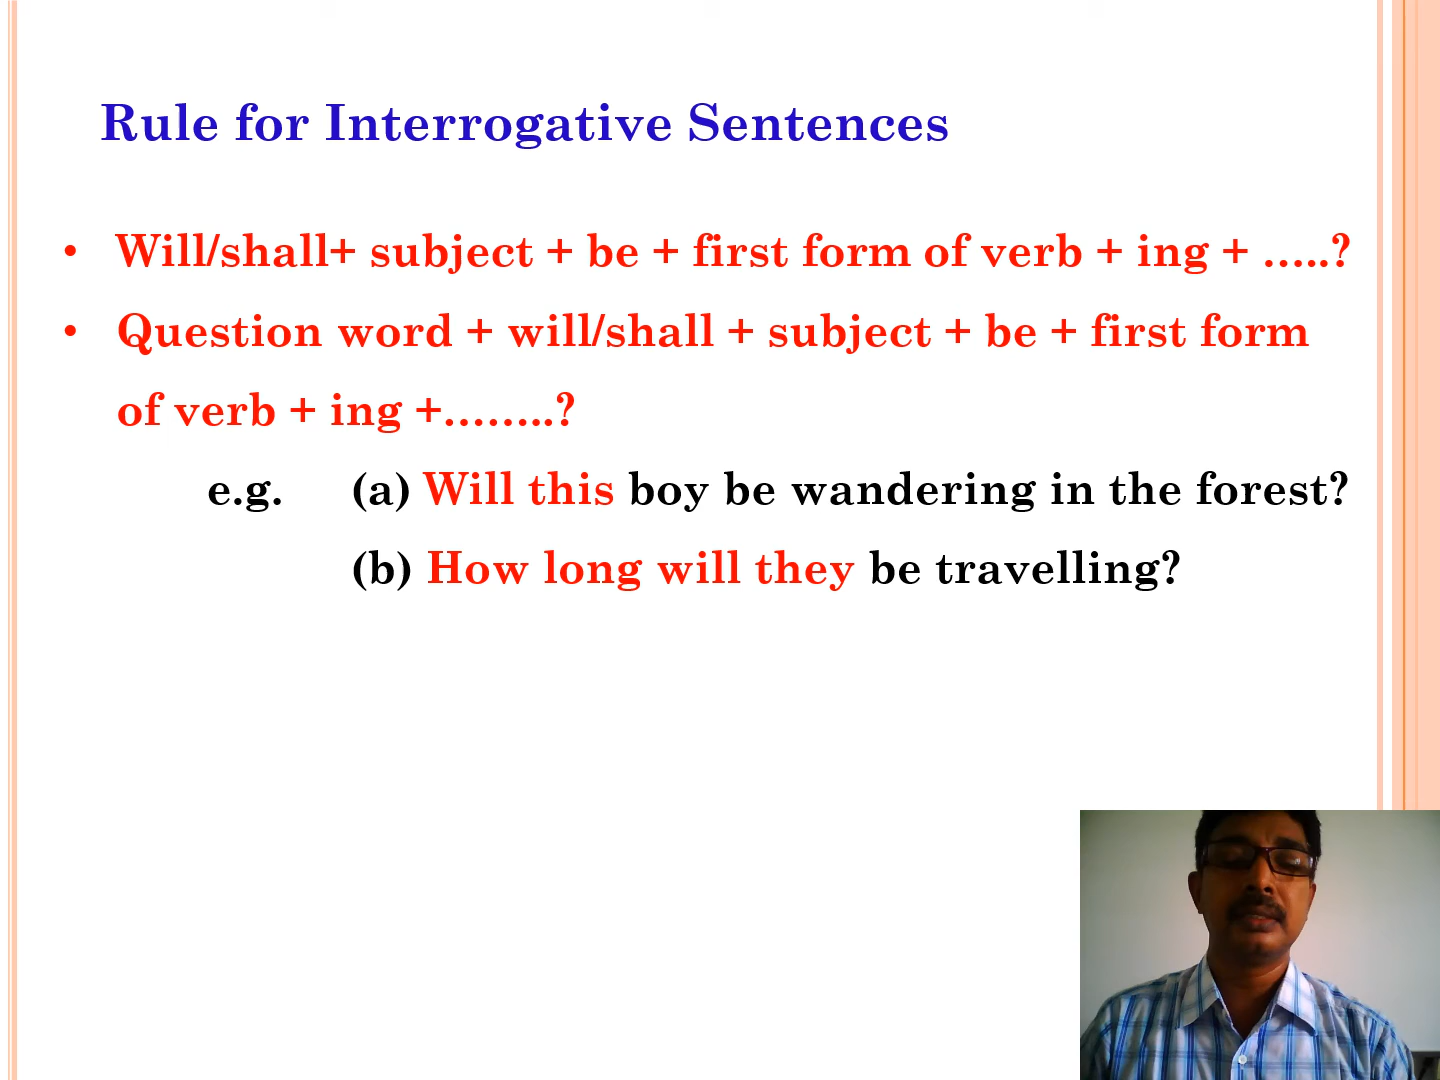 Rule for Interrogative Sentences
• Will/shall+ subject + be + first form of verb + ing + …..?
• Question word + will/shall + subject + be + first form
of verb + ing +……..?
e.g. (a) Will this boy be wandering in the forest?
(b) How long will they be travelling?